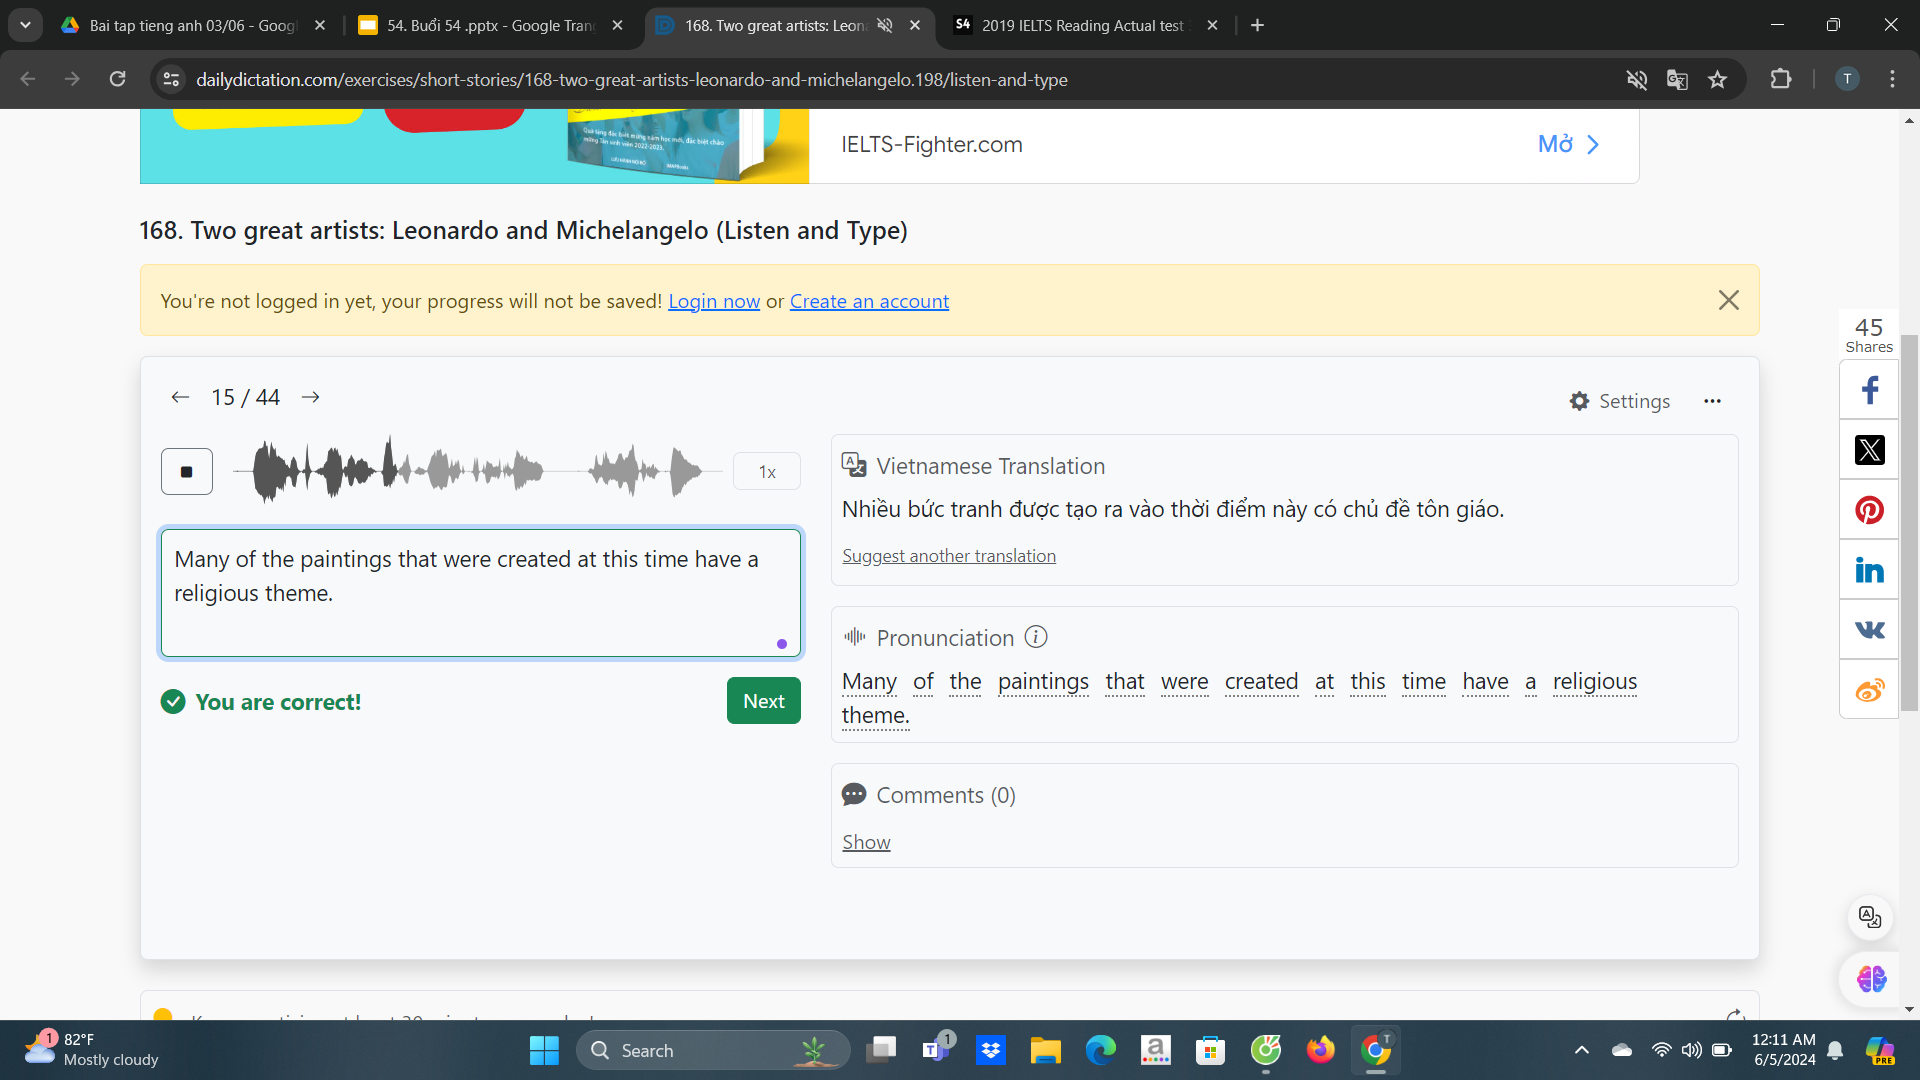 Bai tap tieng anh 03/06 - Googl
54. Buổi 54 .pptx - Google Tran
168. Two great artists: Leona
S4
2019 IELTS Reading Actual test
dailydictation.com/exercises/short-stories/168-two-great-artists-leonardo-and-michelangelo.198/listen-and-type
T
IELTS-Fighter.com
Mở
168. Two great artists: Leonardo and Michelangelo (Listen and Type)
You're not logged in yet, your progress will not be saved! Login now or Create an account
45
Shares
15 / 44
Settings
1x
Vietnamese Translation
Nhiều bức tranh được tạo ra vào thời điểm này có chủ đề tôn giáo.
Suggest another translation
Many of the paintings that were created at this time have a
religious theme.
You are correct!
Next
Pronunciation
Many of the paintings that were created at this time have a religious
theme.
Comments (0)
Show
1
82°F
Mostly cloudy
Search
1
12:11 AM
6/5/2024
PRE